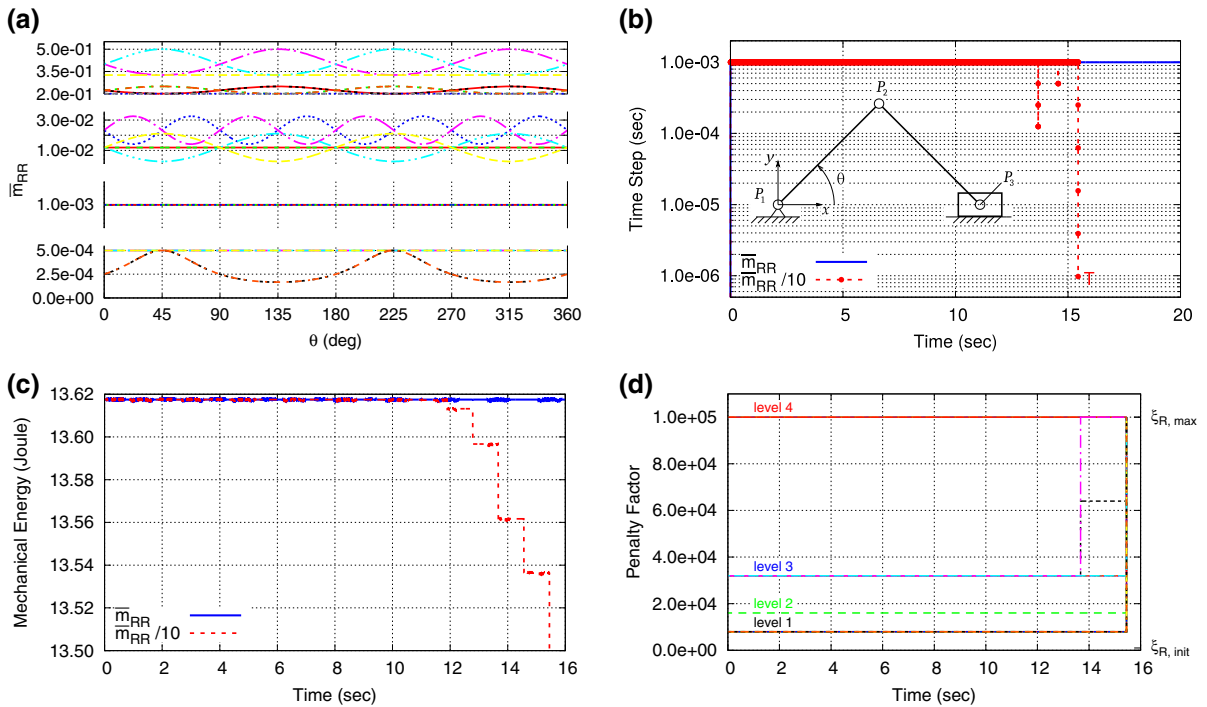 (a)
5.0e-01
3.5e-01
2.0e-01
3.0e-02
1.0e-02
1.0e-03
5.0e-04
2.5e-04
0.0e+00
m̅RR
0 45 90 135 180 225 270 315 360
θ (deg)
(b)
1.0e-03
1.0e-04
1.0e-05
1.0e-06
Time Step (sec)
P2
y
θ
P1
x
P3
m̅RR
m̅RR /10
T
0 5 10 15 20
Time (sec)
(c)
13.62
13.60
13.58
13.56
13.54
13.52
13.50
Mechanical Energy (Joule)
m̅RR
m̅RR /10
0 2 4 6 8 10 12 14 16
Time (sec)
(d)
1.0e+05
8.0e+04
6.0e+04
4.0e+04
2.0e+04
0.0e+00
Penalty Factor
level 4
level 3
level 2
level 1
ξR, max
ξR, init
0 2 4 6 8 10 12 14 16
Time (sec)